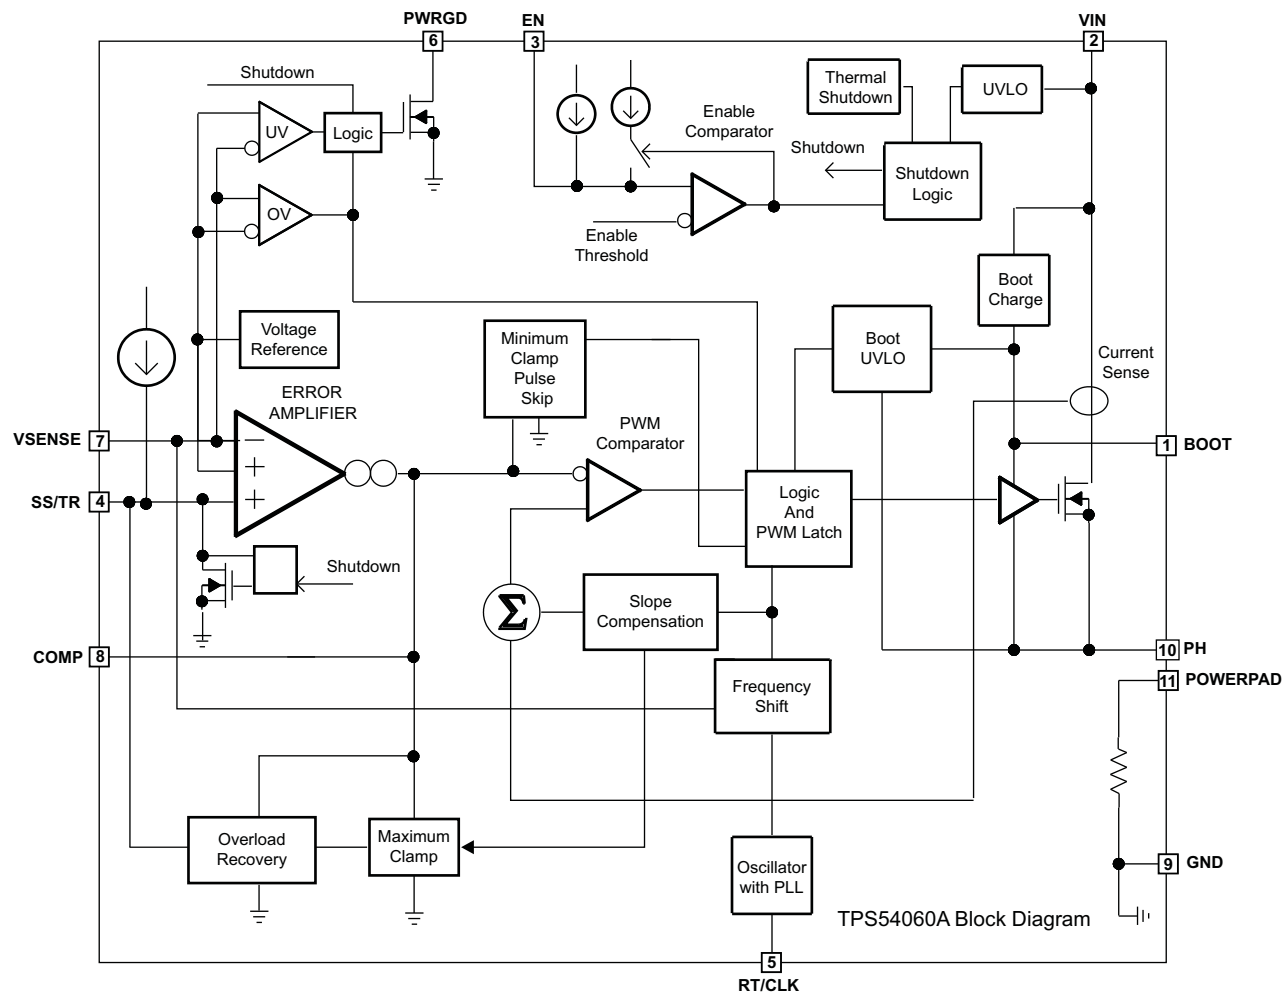 PWRGD
EN
VIN
6
3
2
Shutdown
Thermal
Shutdown
UVLO
UV
Logic
Enable
Comparator
Shutdown
Shutdown
Logic
OV
Enable
Threshold
Boot
Charge
Voltage
Reference
Minimum
Clamp
Pulse
Skip
Boot
UVLO
Current
Sense
ERROR
AMPLIFIER
PWM
Comparator
VSENSE
7
−
+
+
1
BOOT
SS/TR
4
Logic
And
PWM Latch
Shutdown
Σ
Slope
Compensation
COMP
8
10
PH
11
POWERPAD
Frequency
Shift
Overload
Recovery
Maximum
Clamp
Oscillator
with PLL
9
GND
TPS54060A Block Diagram
5
RT/CLK